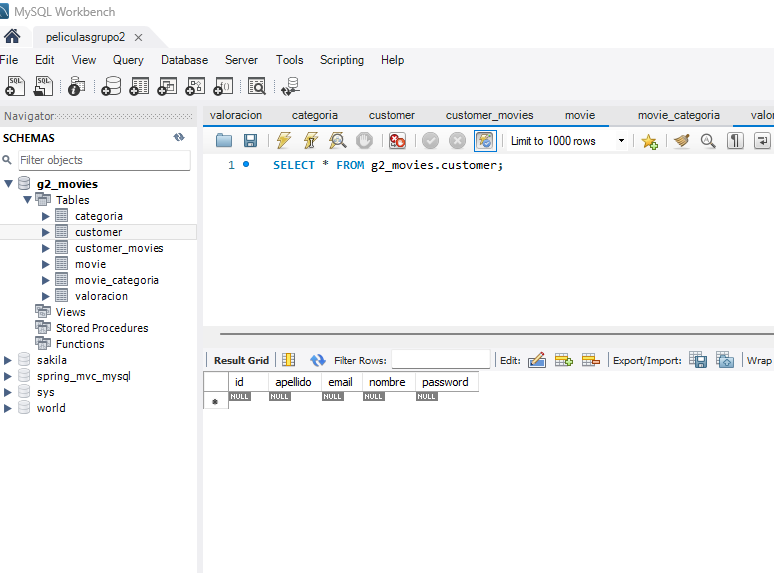 MySQL Workbench
peliculasgrupo2
File Edit View Query Database Server Tools Scripting Help
Navigator
SCHEMAS
Filter objects
g2_movies
Tables
categoria
customer
customer_movies
movie
movie_categoria
valoracion
Views
Stored Procedures
Functions
sakila
spring_mvc_mysql
sys
world
valoracion categoria customer customer_movies movie movie_categoria valor
Limit to 1000 rows
1 SELECT * FROM g2_movies.customer;
Result Grid Filter Rows: Edit: Export/Import: Wrap
id apellido email nombre password
NULL NULL NULL NULL NULL